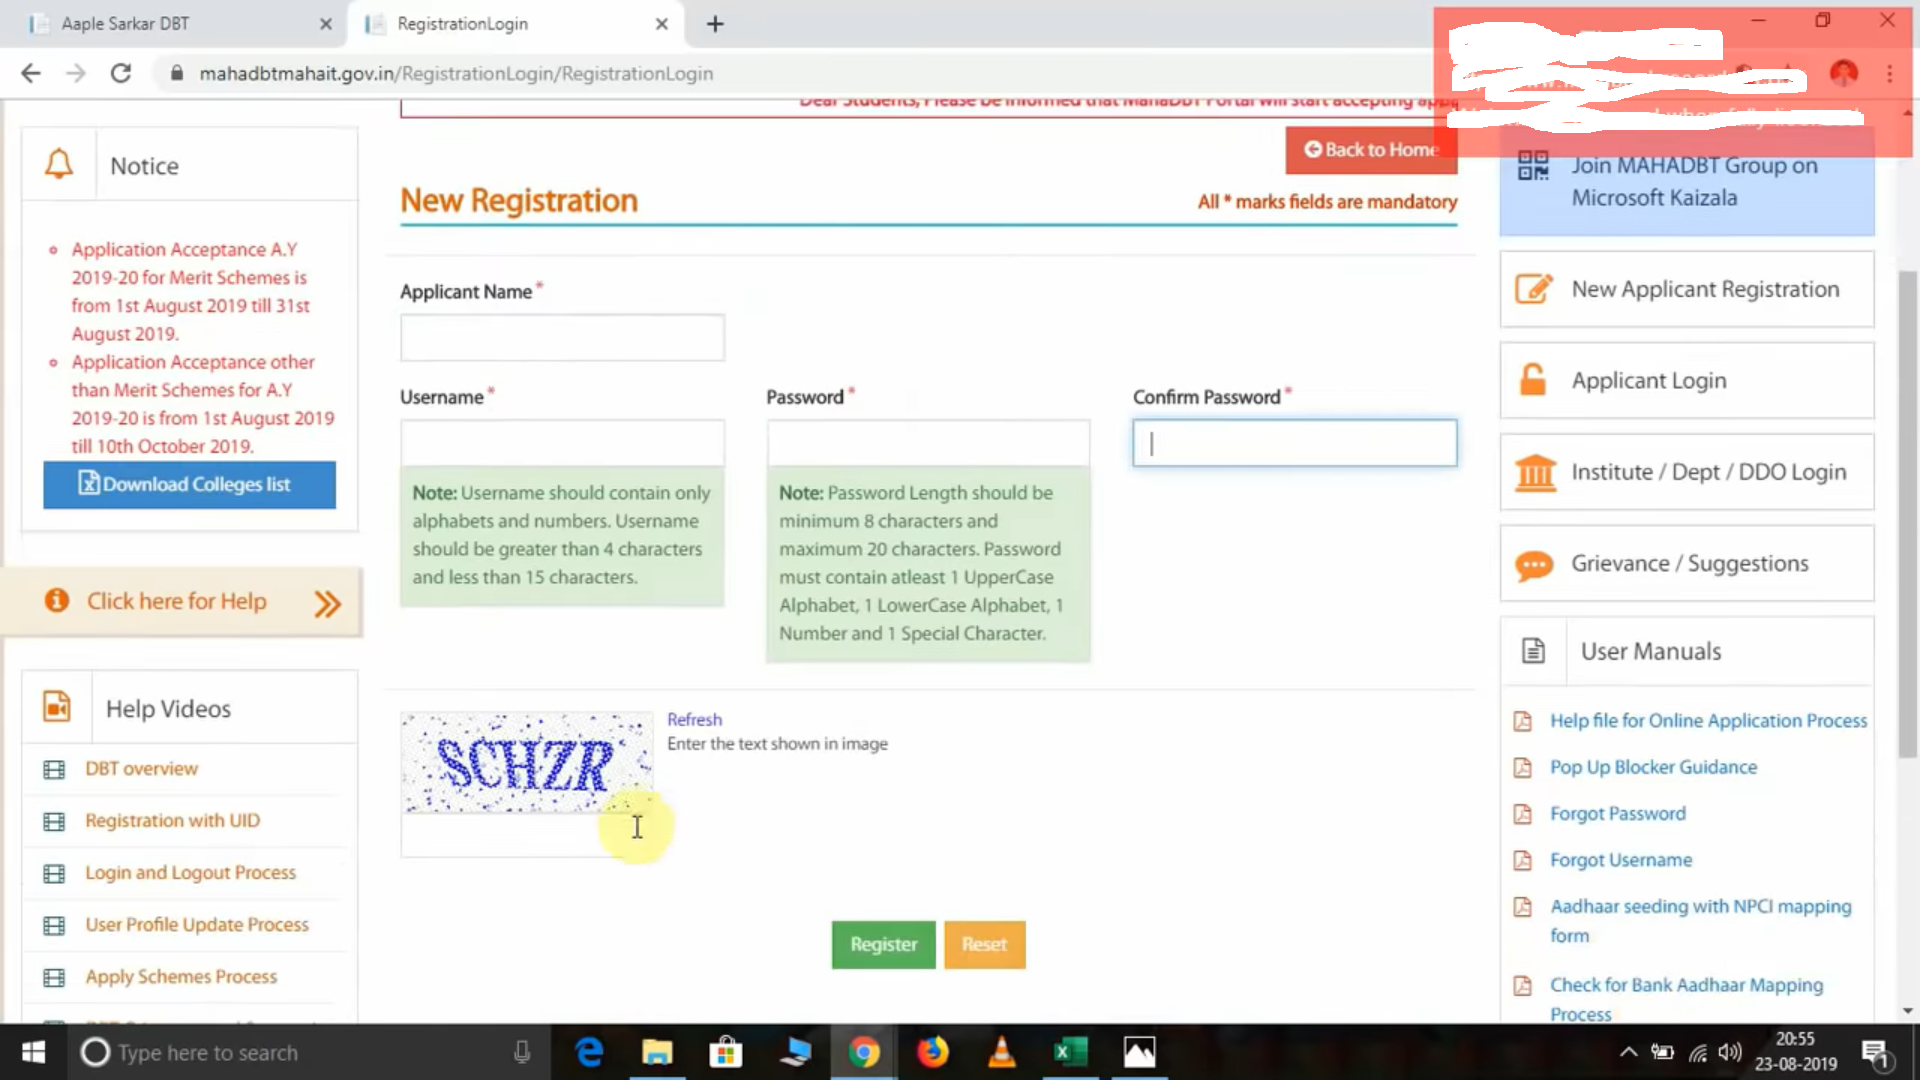 Aaple Sarkar DBT
RegistrationLogin
mahadbtmahait.gov.in/RegistrationLogin/RegistrationLogin
Dear Students, Please be informed that MahaDBT Portal will start accepting
Back to Home
Notice
Application Acceptance A.Y
2019-20 for Merit Schemes is
from 1st August 2019 till 31st
August 2019.
Application Acceptance other
than Merit Schemes for A.Y
2019-20 is from 1st August 2019
till 10th October 2019.
Download Colleges list
Click here for Help
Help Videos
DBT overview
Registration with UID
Login and Logout Process
User Profile Update Process
Apply Schemes Process
New Registration
All * marks fields are mandatory
Applicant Name *
Username *
Password *
Confirm Password *
Note: Username should contain only
alphabets and numbers. Username
should be greater than 4 characters
and less than 15 characters.
Note: Password Length should be
minimum 8 characters and
maximum 20 characters. Password
must contain atleast 1 UpperCase
Alphabet, 1 LowerCase Alphabet, 1
Number and 1 Special Character.
SCHZR
Refresh
Enter the text shown in image
Register
Reset
Join MAHADBT Group on
Microsoft Kaizala
New Applicant Registration
Applicant Login
Institute / Dept / DDO Login
Grievance / Suggestions
User Manuals
Help file for Online Application Process
Pop Up Blocker Guidance
Forgot Password
Forgot Username
Aadhaar seeding with NPCI mapping
form
Check for Bank Aadhaar Mapping
Process
Type here to search
20:55
23-08-2019
1